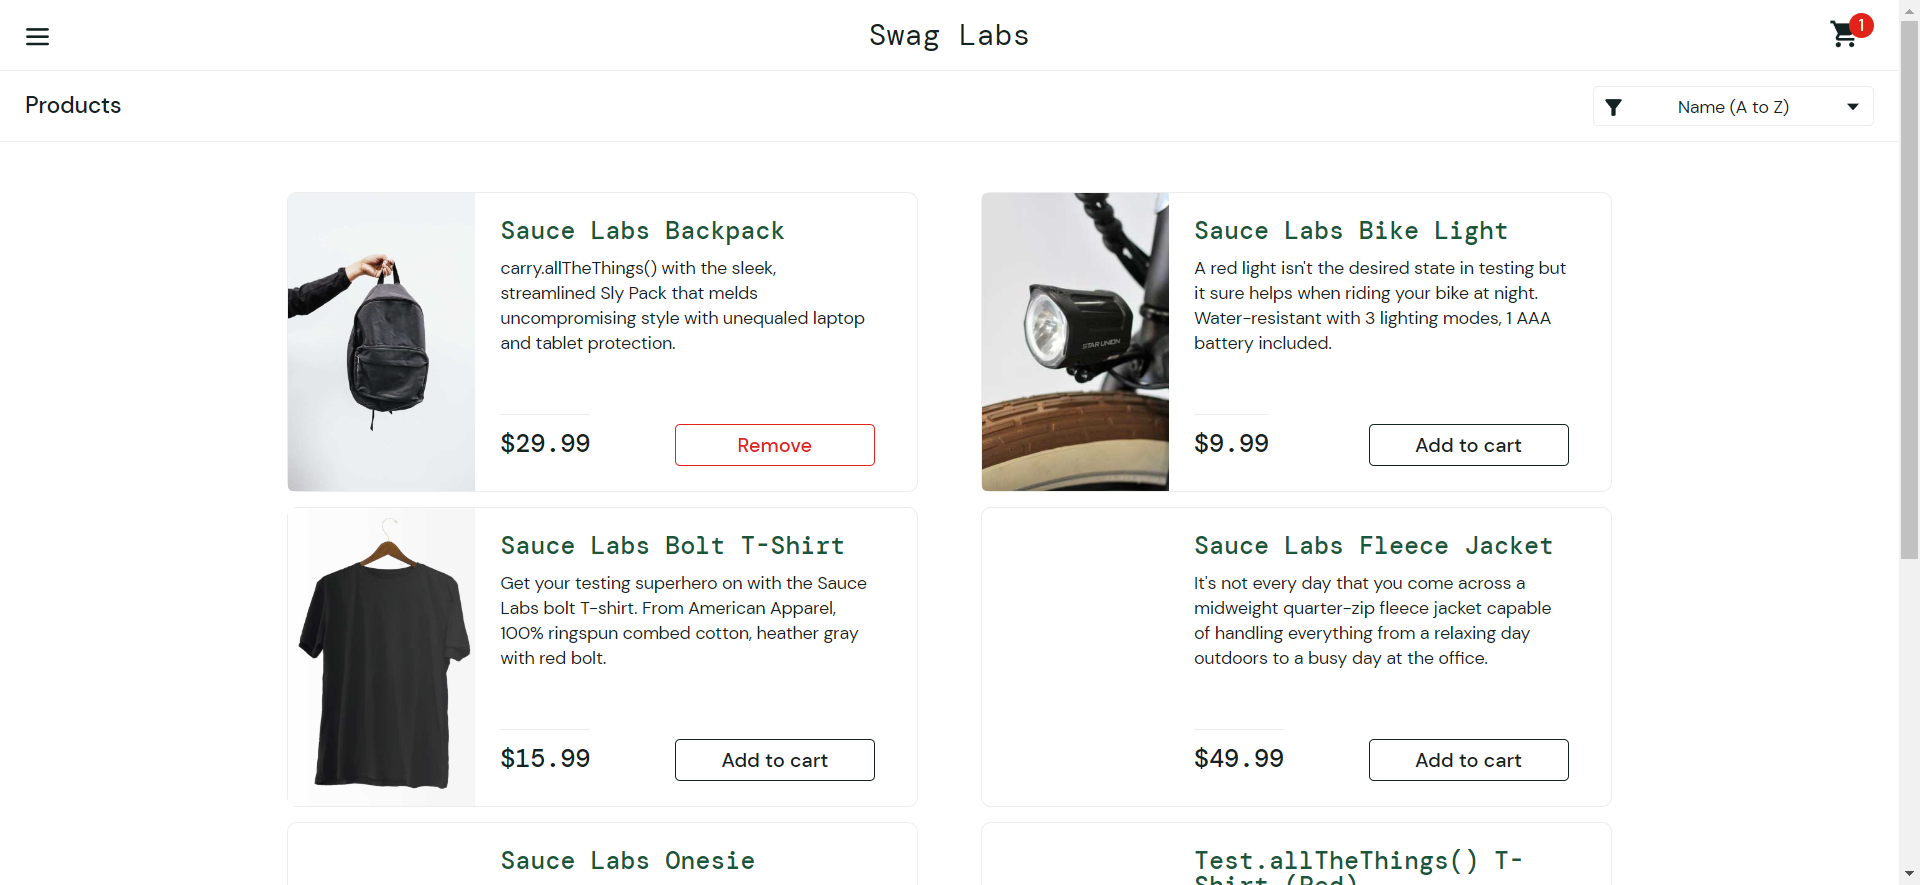 Swag Labs
1
Products
Name (A to Z)
Sauce Labs Backpack
carry.allTheThings() with the sleek,
streamlined Sly Pack that melds
uncompromising style with unequaled laptop
and tablet protection.
$29.99
Remove
Sauce Labs Bike Light
A red light isn't the desired state in testing but
it sure helps when riding your bike at night.
Water-resistant with 3 lighting modes, 1 AAA
battery included.
$9.99
Add to cart
STAR UNION
Sauce Labs Bolt T-Shirt
Get your testing superhero on with the Sauce
Labs bolt T-shirt. From American Apparel,
100% ringspun combed cotton, heather gray
with red bolt.
$15.99
Add to cart
Sauce Labs Fleece Jacket
It's not every day that you come across a
midweight quarter-zip fleece jacket capable
of handling everything from a relaxing day
outdoors to a busy day at the office.
$49.99
Add to cart
Sauce Labs Onesie
Test.allTheThings() T-
Shirt (Red)